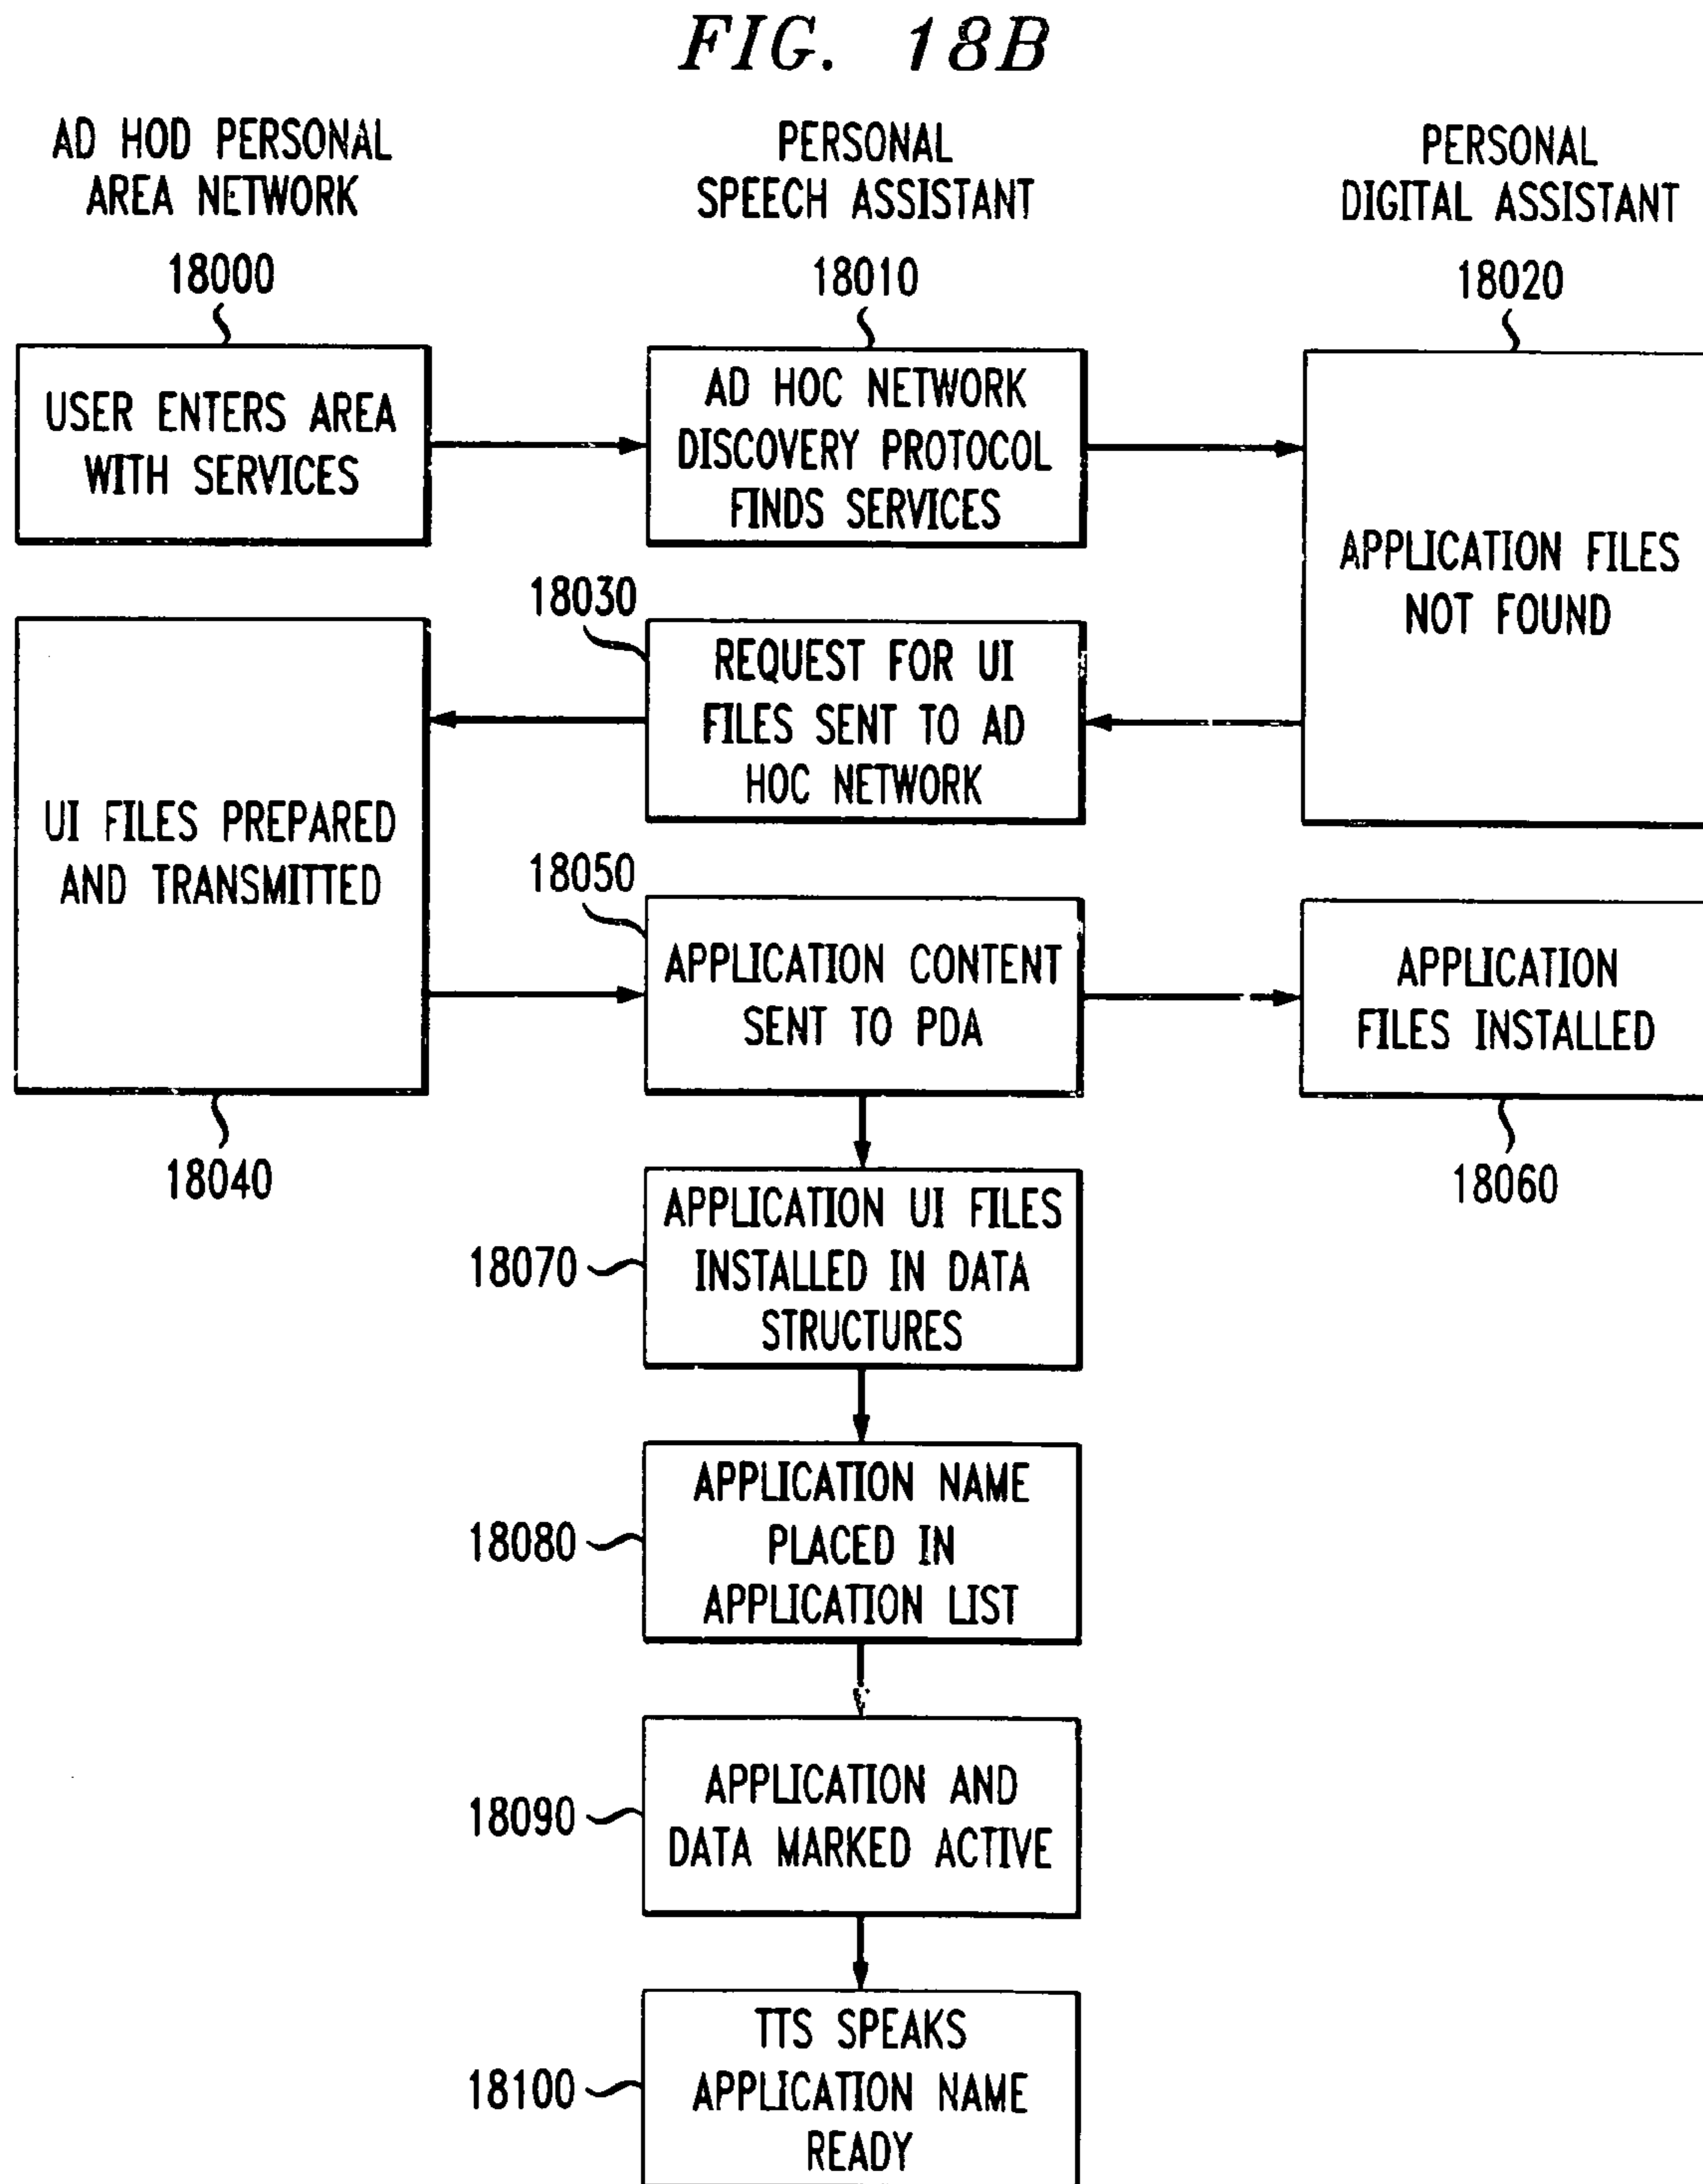 FIG. 18B
AD HOD PERSONAL
AREA NETWORK
18000
PERSONAL
SPEECH ASSISTANT
18010
PERSONAL
DIGITAL ASSISTANT
18020
USER ENTERS AREA
WITH SERVICES
AD HOC NETWORK
DISCOVERY PROTOCOL
FINDS SERVICES
APPLICATION FILES
NOT FOUND
18030
REQUEST FOR UI
FILES SENT TO AD
HOC NETWORK
UI FILES PREPARED
AND TRANSMITTED
18040
18050
APPLICATION CONTENT
SENT TO PDA
APPLICATION
FILES INSTALLED
18060
18070
APPLICATION UI FILES
INSTALLED IN DATA
STRUCTURES
18080
APPLICATION NAME
PLACED IN
APPLICATION LIST
18090
APPLICATION AND
DATA MARKED ACTIVE
18100
TTS SPEAKS
APPLICATION NAME
READY